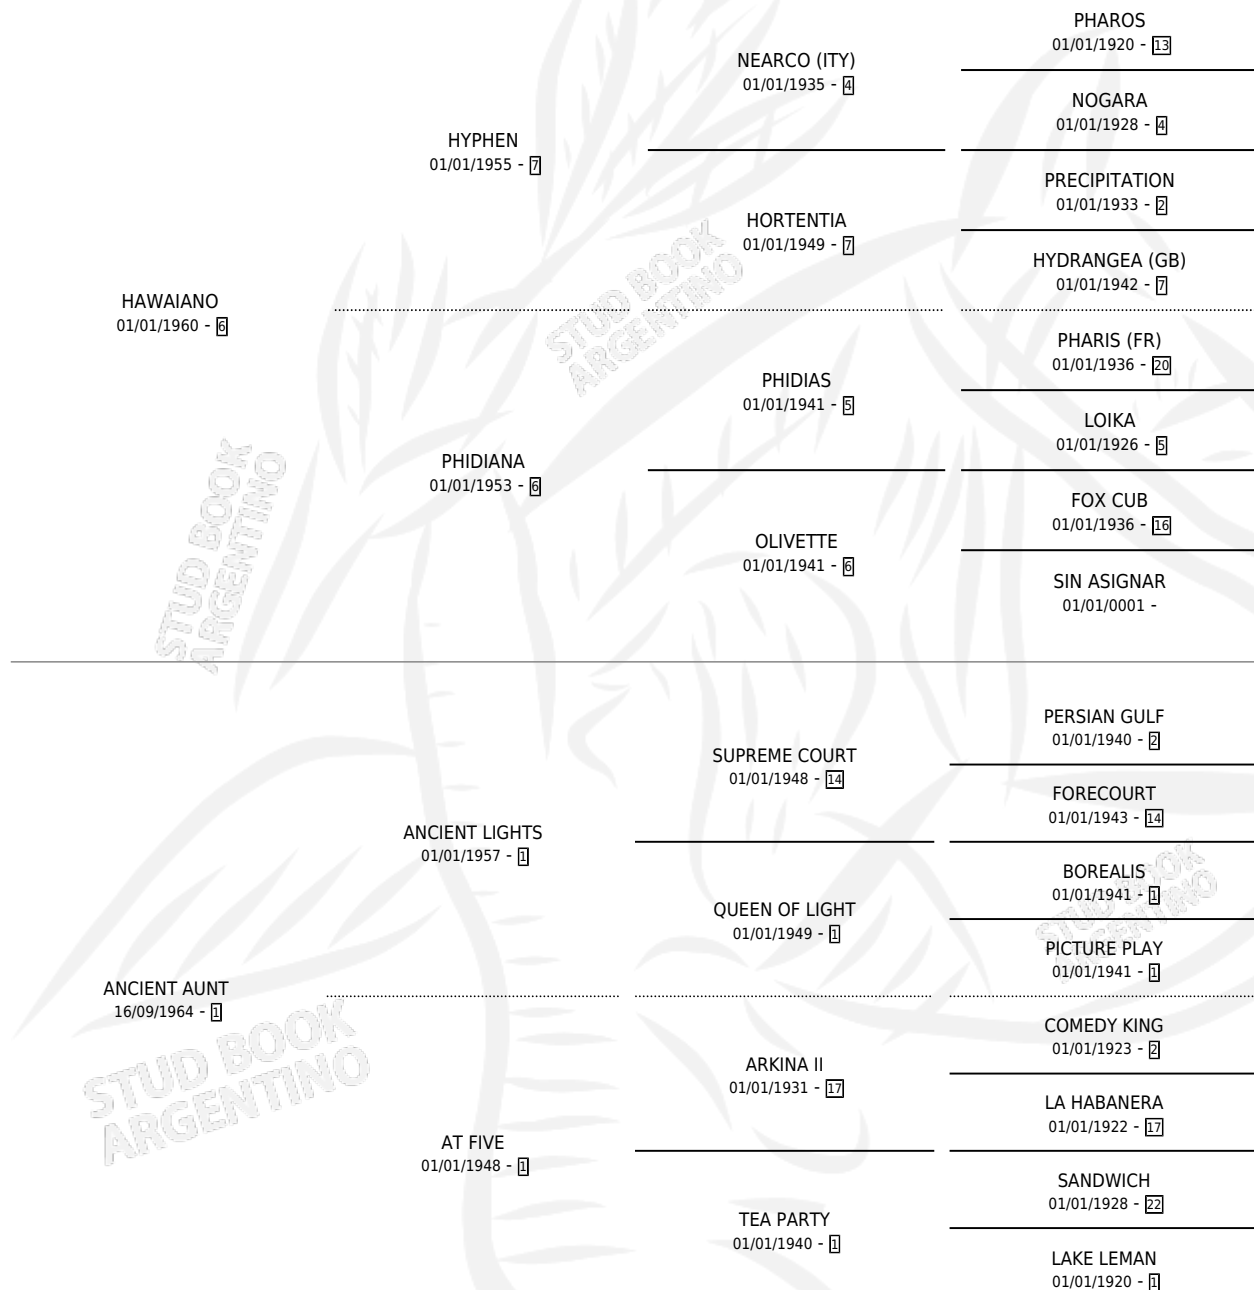 PHAROS
01/01/1920 - 13
NEARCO (ITY)
01/01/1935 - 4
NOGARA
01/01/1928 - 4
HYPHEN
01/01/1955 - 7
PRECIPITATION
01/01/1933 - 2
HORTENTIA
01/01/1949 - 7
HYDRANGEA (GB)
01/01/1942 - 7
HAWAIANO
01/01/1960 - 6
PHARIS (FR)
01/01/1936 - 20
PHIDIAS
01/01/1941 - 5
LOIKA
01/01/1926 - 5
PHIDIANA
01/01/1953 - 6
FOX CUB
01/01/1936 - 16
OLIVETTE
01/01/1941 - 6
SIN ASIGNAR
01/01/0001 -
PERSIAN GULF
01/01/1940 - 2
SUPREME COURT
01/01/1948 - 14
FORECOURT
01/01/1943 - 14
ANCIENT LIGHTS
01/01/1957 - 1
BOREALIS
01/01/1941 - 1
QUEEN OF LIGHT
01/01/1949 - 1
PICTURE PLAY
01/01/1941 - 1
ANCIENT AUNT
16/09/1964 - 1
COMEDY KING
01/01/1923 - 2
ARKINA II
01/01/1931 - 17
LA HABANERA
01/01/1922 - 17
AT FIVE
01/01/1948 - 1
SANDWICH
01/01/1928 - 22
TEA PARTY
01/01/1940 - 1
LAKE LEMAN
01/01/1920 - 1
STUD BOOK
ARGENTINO
STUD BOOK
ARGENTINO
STUD BOOK
ARGENTINO
STUD BOOK
ARGENTINO